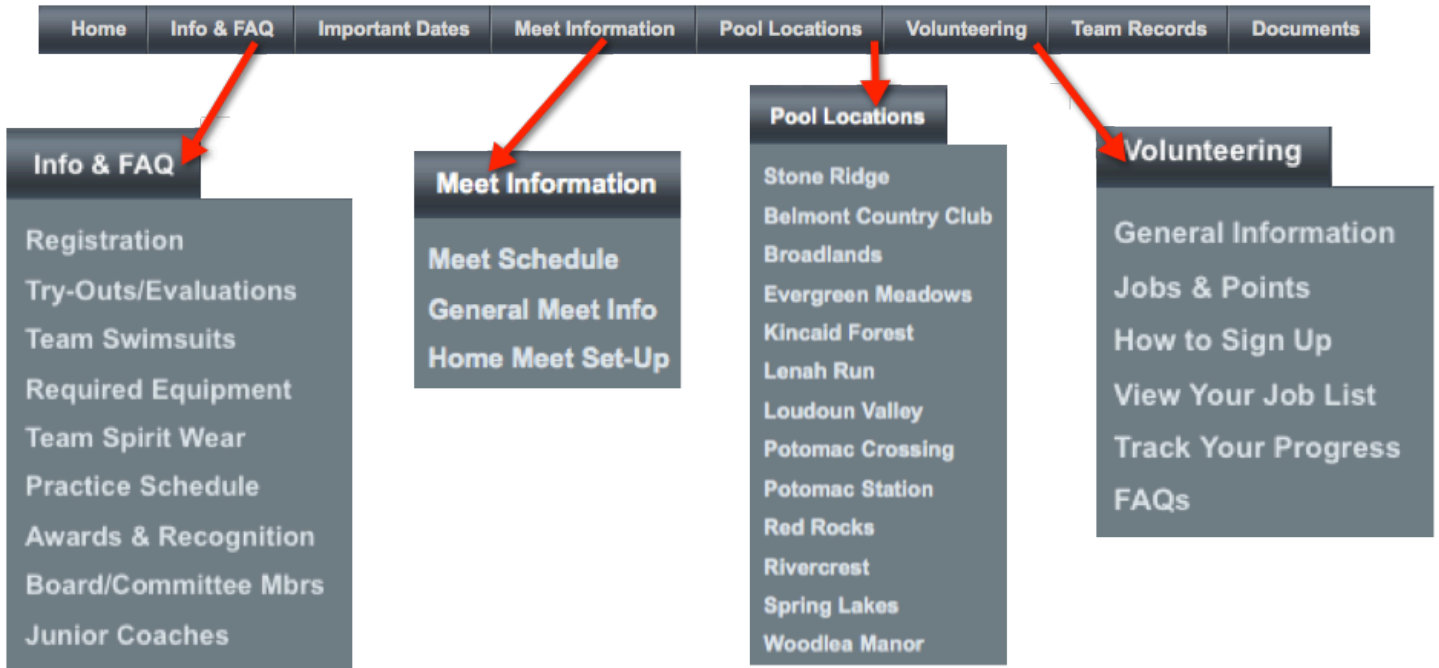 Home Info & FAQ Important Dates Meet Information Pool Locations Volunteering Team Records Documents
Info & FAQ
Registration
Try-Outs/Evaluations
Team Swimsuits
Required Equipment
Team Spirit Wear
Practice Schedule
Awards & Recognition
Board/Committee Mbrs
Junior Coaches
Meet Information
Meet Schedule
General Meet Info
Home Meet Set-Up
Pool Locations
Stone Ridge
Belmont Country Club
Broadlands
Evergreen Meadows
Kincaid Forest
Lenah Run
Loudoun Valley
Potomac Crossing
Potomac Station
Red Rocks
Rivercrest
Spring Lakes
Woodlea Manor
Volunteering
General Information
Jobs & Points
How to Sign Up
View Your Job List
Track Your Progress
FAQs